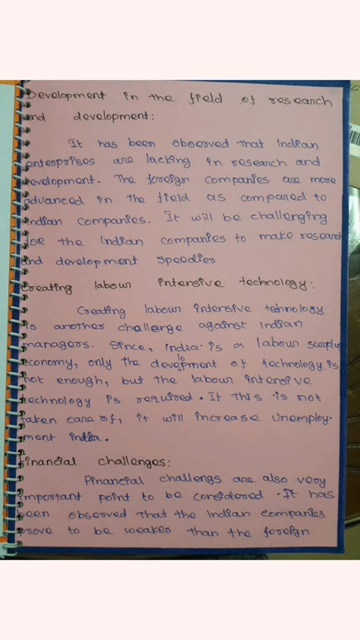 Development in the field of research
and development:
It has been observed that Indian
enteoprises are lacking in research and
development. The foreign companies are more
advanced in the field as compared to
indian companies. It will be challenging
foe the Indian companies to make research
and development speedier
Creating labour intensive technology:
Creating labour intensive tehnology
is another challenge against Indian
managers. Since, india is a labour surplus
economy, only the development of technology is
not enough, but the labour intensive
technology is required. If this is not
taken care of, it will increase unemploy-
ment india.
Financial challenges:
Financial challengs are also very
important point to be considered. It has
been observed that the Indian companies
prove to be weaker than the foreign